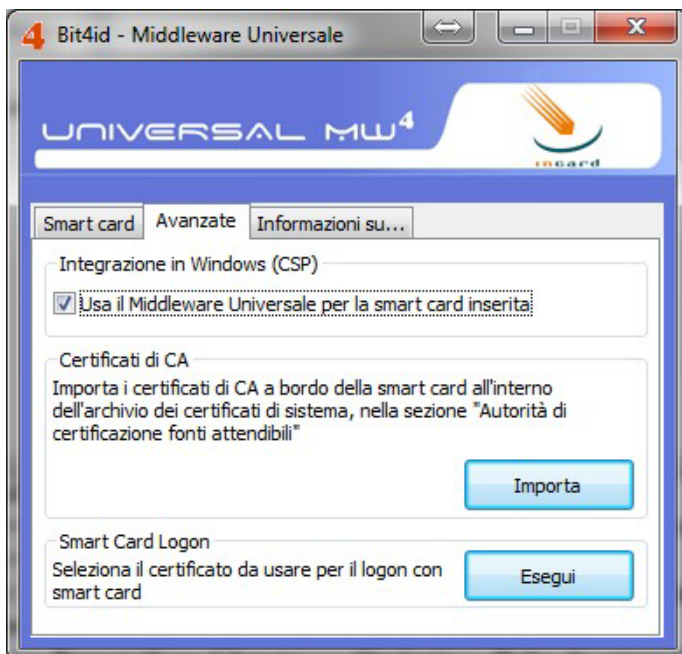 4 Bit4id - Middleware Universale
UNIVERSAL MW4
incard
Smart card Avanzate Informazioni su...
Integrazione in Windows (CSP)
Usa il Middleware Universale per la smart card inserita
Certificati di CA
Importa i certificati di CA a bordo della smart card all'interno
dell'archivio dei certificati di sistema, nella sezione "Autorità di
certificazione fonti attendibili"
Importa
Smart Card Logon
Seleziona il certificato da usare per il logon con
smart card
Esegui